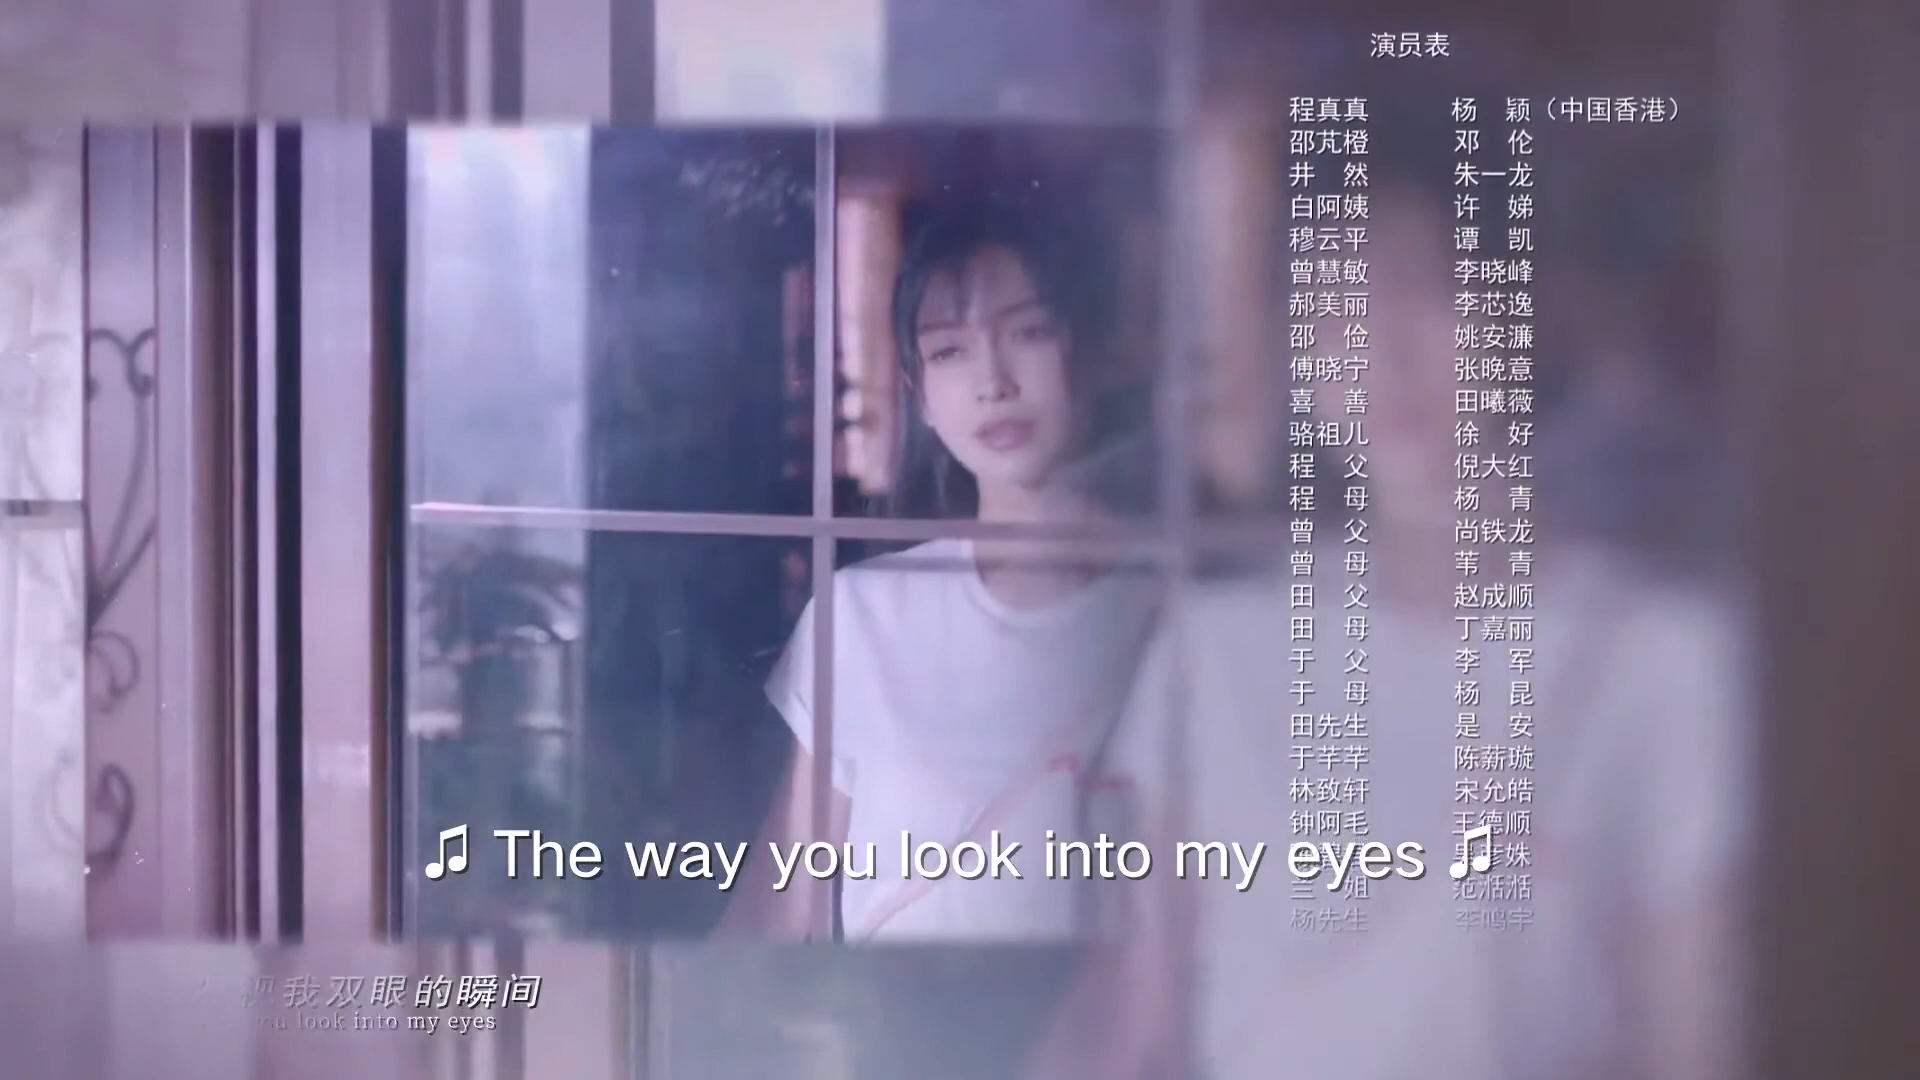 演员表
程真真 杨颖（中国香港）
邵芃橙 邓伦
井然 朱一龙
白阿姨 许娣
穆云平 谭凯
曾慧敏 李晓峰
郝美丽 李芯逸
邵俭 姚安濂
傅晓宁 张晚意
喜善 田曦薇
骆祖儿 徐好
程父 倪大红
程母 杨青
曾父 尚铁龙
曾母 苇青
田父 赵成顺
田母 丁嘉丽
于父 李军
于母 杨昆
田先生 是安
于芊芊 陈薪璇
林致轩 宋允皓
钟阿毛 王德顺
♫ The way you look into my eyes ♫
兰姐 范湉湉
杨先生 李鸣宇
我双眼的瞬间
you look into my eyes